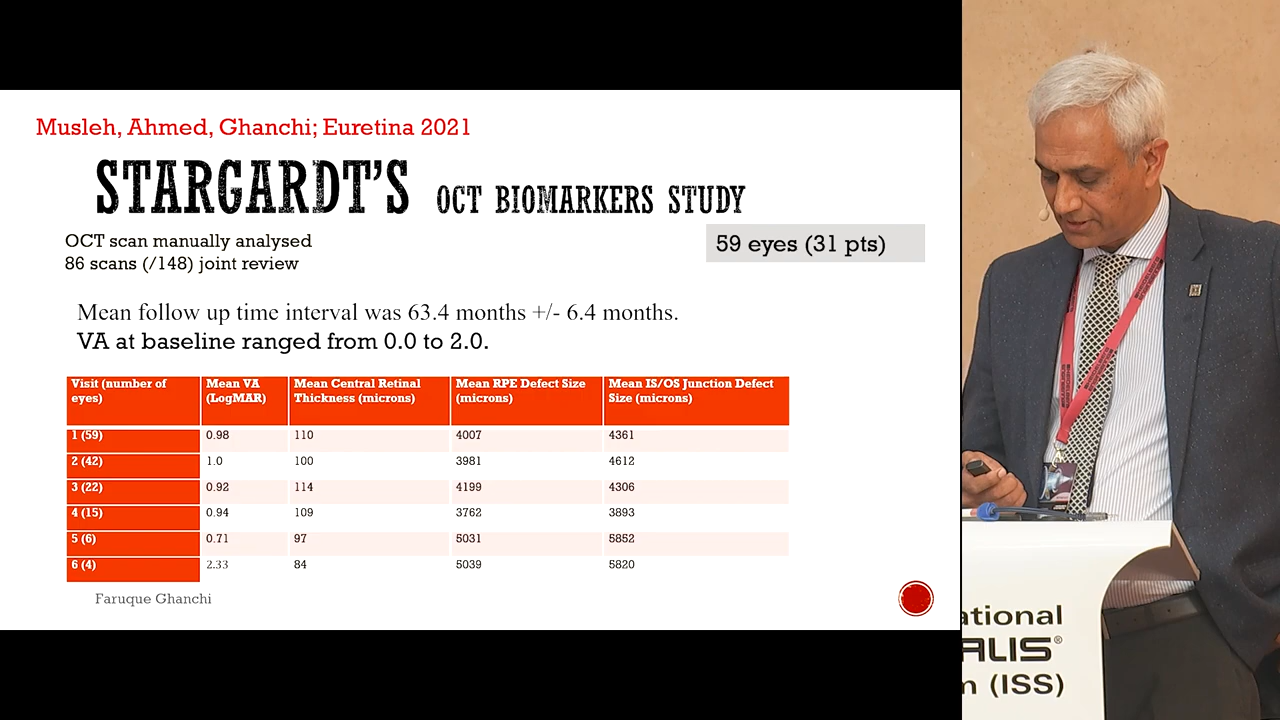 Musleh, Ahmed, Ghanchi; Euretina 2021
STARGARDT'S OCT BIOMARKERS STUDY
OCT scan manually analysed
86 scans (/148) joint review
59 eyes (31 pts)
Mean follow up time interval was 63.4 months +/- 6.4 months.
VA at baseline ranged from 0.0 to 2.0.
Visit (number of eyes) Mean VA (LogMAR) Mean Central Retinal Thickness (microns) Mean RPE Defect Size (microns) Mean IS/OS Junction Defect Size (microns)
1 (59) 0.98 110 4007 4361
2 (42) 1.0 100 3981 4612
3 (22) 0.92 114 4199 4306
4 (15) 0.94 109 3762 3893
5 (6) 0.71 97 5031 5852
6 (4) 2.33 84 5039 5820
Faruque Ghanchi
ational
ALIS®
n (ISS)